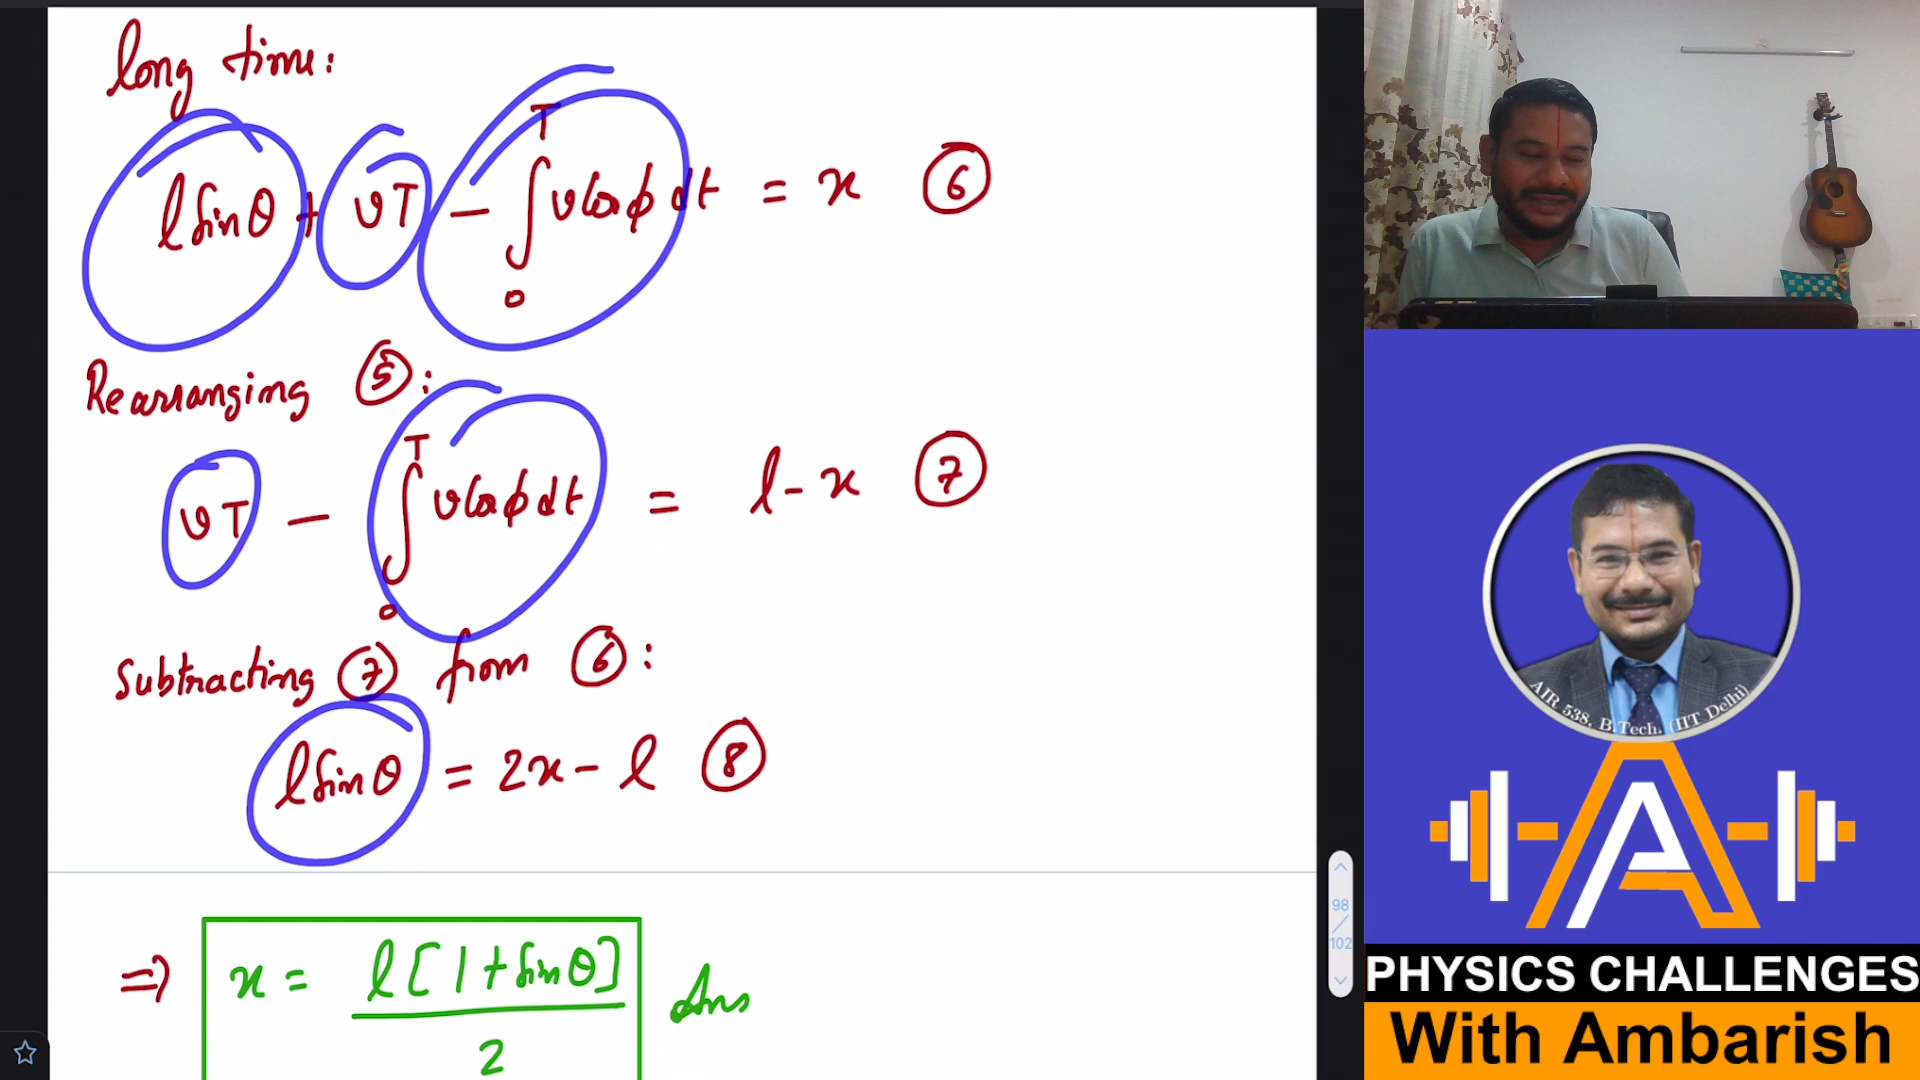 long time:
l sinθ + vT − ∫₀ᵀ v cosϕ dt = x ⑥
Rearranging ⑤:
vT − ∫₀ᵀ v cosϕ dt = l − x ⑦
Subtracting ⑦ from ⑥:
l sinθ = 2x − l ⑧
⇒ x = l[1 + sinθ] / 2 Ans
98
/
102
AIR 538, B.Tech. (IIT Delhi)
A
PHYSICS CHALLENGES
With Ambarish